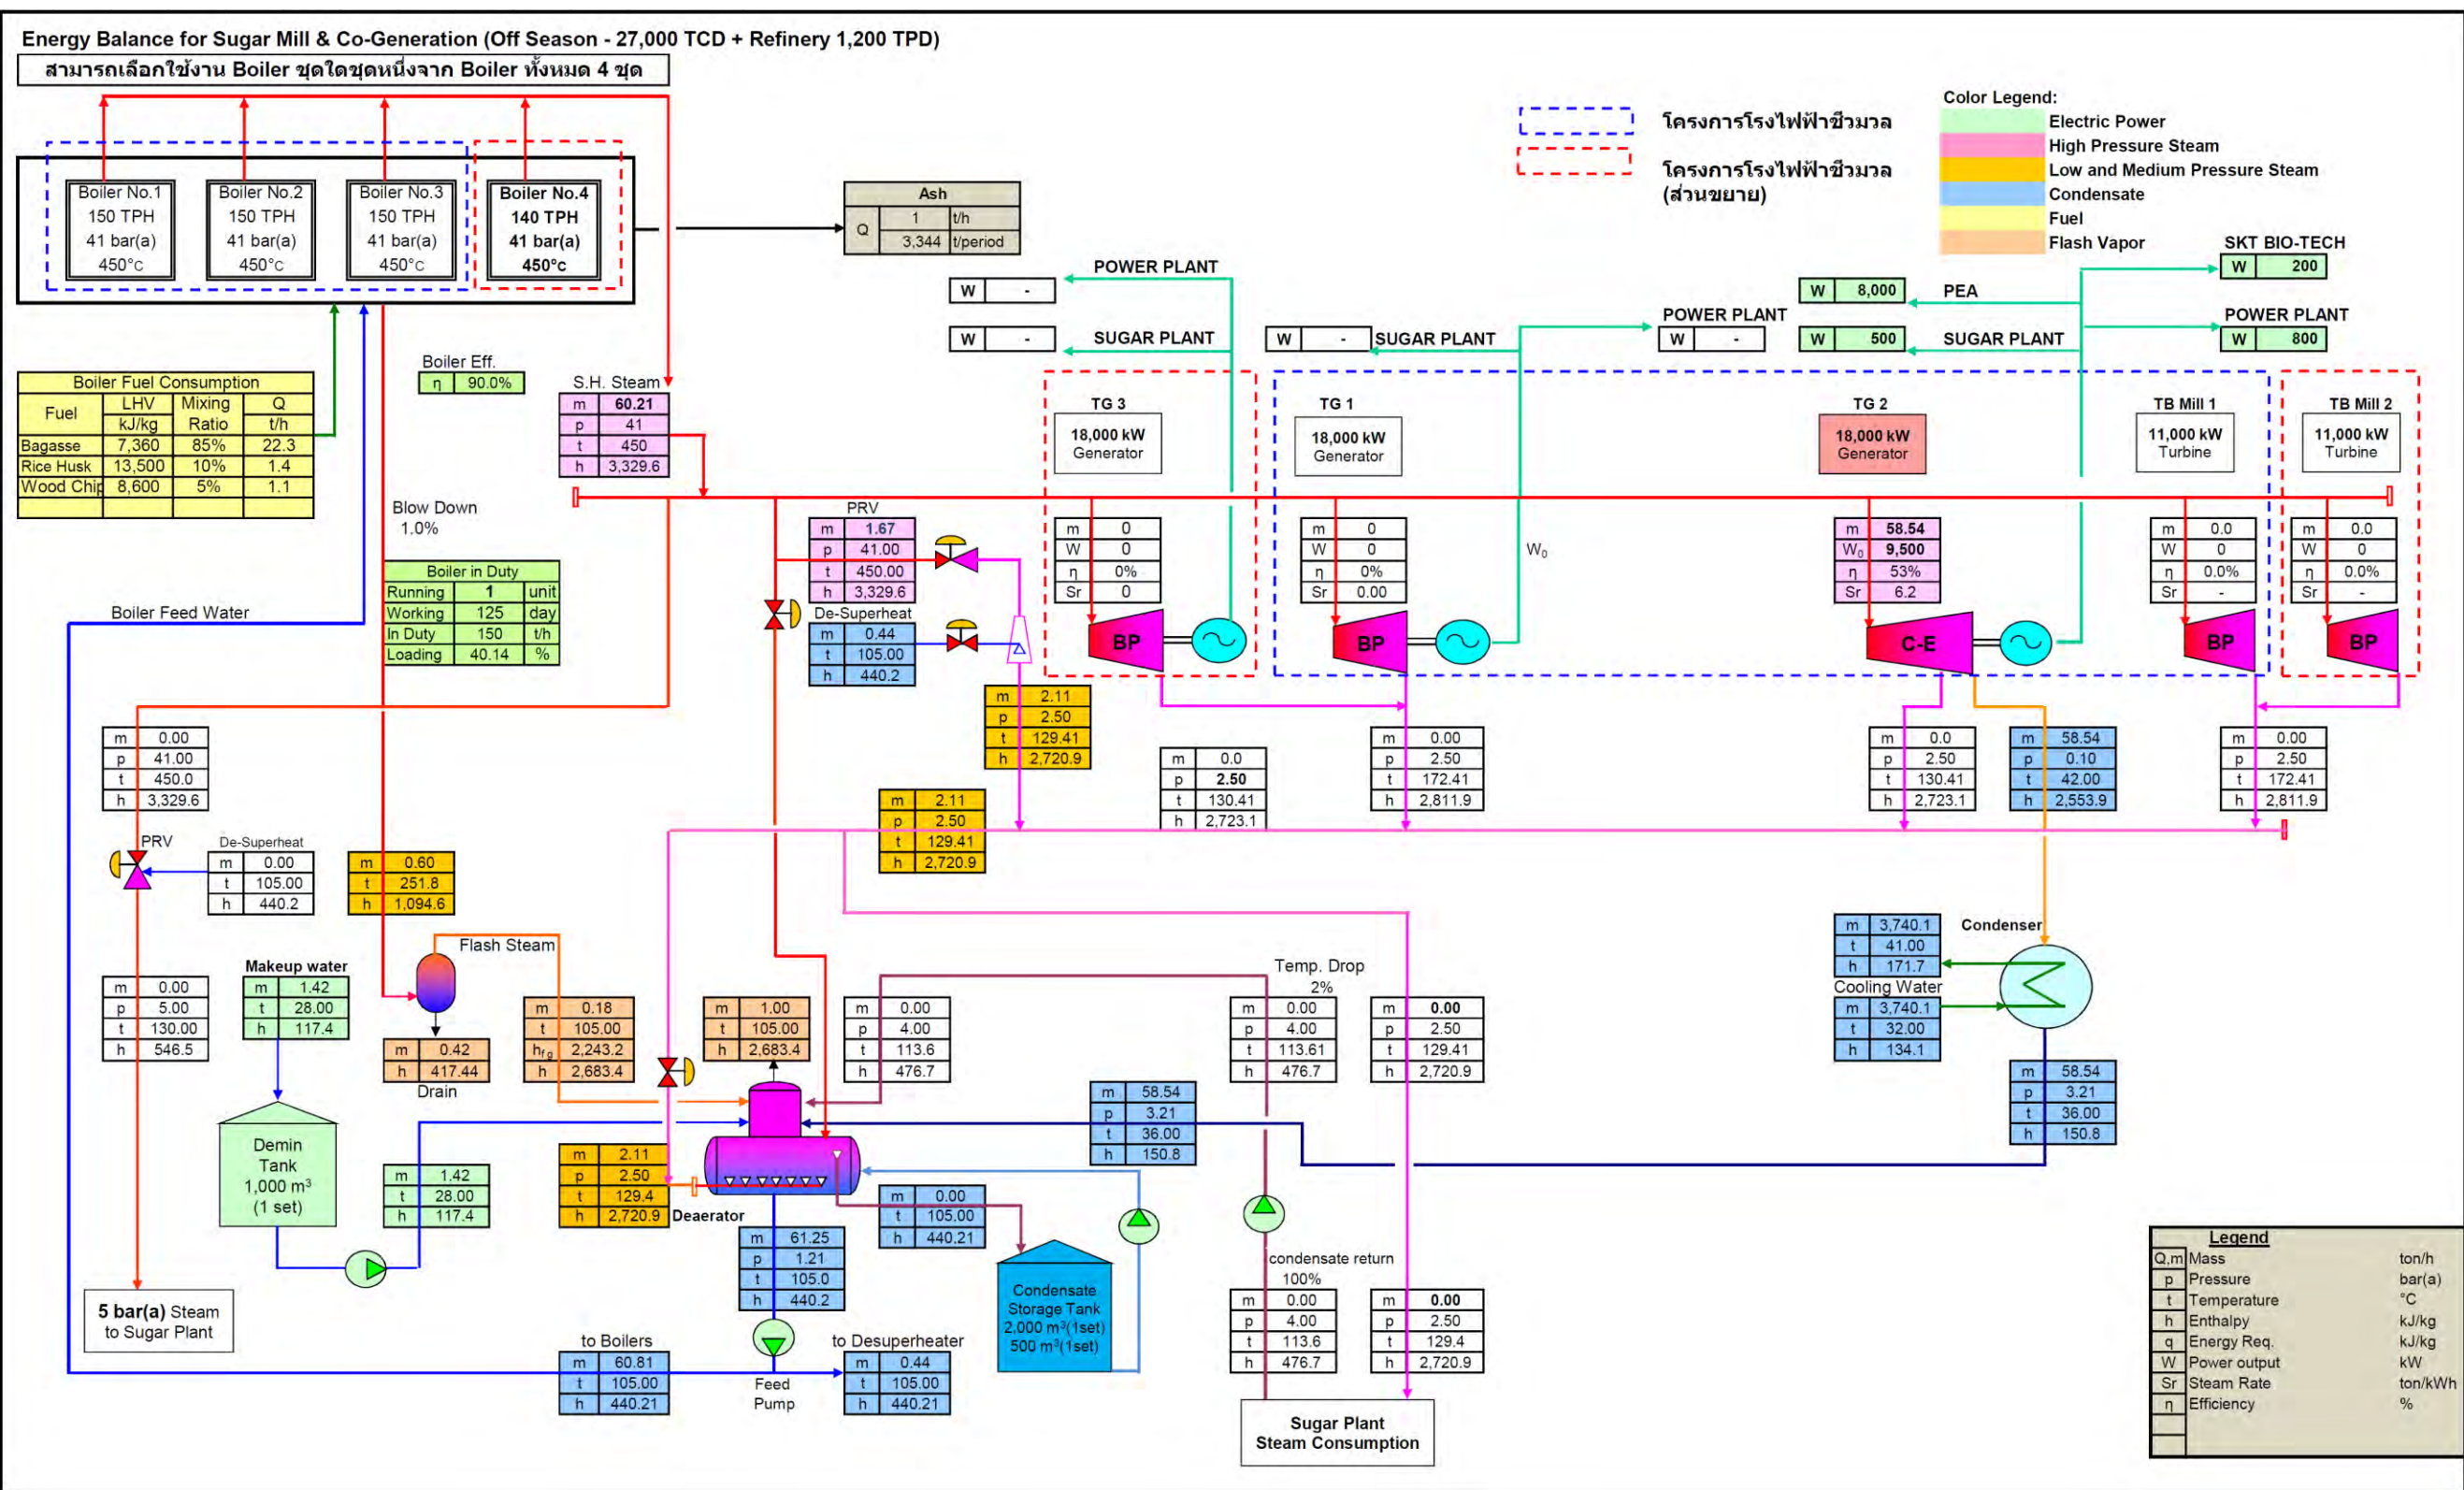 Energy Balance for Sugar Mill & Co-Generation (Off Season - 27,000 TCD + Refinery 1,200 TPD)
สามารถเลือกใช้งาน Boiler ชุดใดชุดหนึ่งจาก Boiler ทั้งหมด 4 ชุด
Boiler No.1
150 TPH
41 bar(a)
450°C
Boiler No.2
150 TPH
41 bar(a)
450°C
Boiler No.3
150 TPH
41 bar(a)
450°C
Boiler No.4
140 TPH
41 bar(a)
450°C
Ash
Q 1 t/h
3,344 t/period
โครงการโรงไฟฟ้าชีวมวล
โครงการโรงไฟฟ้าชีวมวล
(ส่วนขยาย)
Color Legend:
Electric Power
High Pressure Steam
Low and Medium Pressure Steam
Condensate
Fuel
Flash Vapor
POWER PLANT
W -
SUGAR PLANT
W -
W - SUGAR PLANT
POWER PLANT
W -
W 8,000 PEA
W 500 SUGAR PLANT
SKT BIO-TECH
W 200
POWER PLANT
W 800
Boiler Fuel Consumption
Fuel LHV Mixing Q
kJ/kg Ratio t/h
Bagasse 7,360 85% 22.3
Rice Husk 13,500 10% 1.4
Wood Chip 8,600 5% 1.1
Boiler Eff.
η 90.0%
S.H. Steam
m 60.21
p 41
t 450
h 3,329.6
TG 3
18,000 kW
Generator
TG 1
18,000 kW
Generator
TG 2
18,000 kW
Generator
TB Mill 1
11,000 kW
Turbine
TB Mill 2
11,000 kW
Turbine
Blow Down
1.0%
Boiler in Duty
Running 1 unit
Working 125 day
In Duty 150 t/h
Loading 40.14 %
Boiler Feed Water
PRV
m 1.67
p 41.00
t 450.00
h 3,329.6
De-Superheat
m 0.44
t 105.00
h 440.2
m 0
W 0
η 0%
Sr 0
BP
m 0
W 0
η 0%
Sr 0.00
BP
W0
m 58.54
W0 9,500
η 53%
Sr 6.2
C-E
m 0.0
W 0
η 0.0%
Sr -
BP
m 0.0
W 0
η 0.0%
Sr -
BP
m 2.11
p 2.50
t 129.41
h 2,720.9
m 0.00
p 41.00
t 450.0
h 3,329.6
m 2.11
p 2.50
t 129.41
h 2,720.9
m 0.0
p 2.50
t 130.41
h 2,723.1
m 0.00
p 2.50
t 172.41
h 2,811.9
m 0.0
p 2.50
t 130.41
h 2,723.1
m 58.54
p 0.10
t 42.00
h 2,553.9
m 0.00
p 2.50
t 172.41
h 2,811.9
PRV
De-Superheat
m 0.00
t 105.00
h 440.2
m 0.60
t 251.8
h 1,094.6
Flash Steam
Makeup water
m 1.42
t 28.00
h 117.4
m 0.00
p 5.00
t 130.00
h 546.5
m 0.42
h 417.44
Drain
m 0.18
t 105.00
hfg 2,243.2
h 2,683.4
m 1.00
t 105.00
h 2,683.4
m 0.00
p 4.00
t 113.6
h 476.7
Temp. Drop
2%
m 0.00
p 4.00
t 113.61
h 476.7
m 0.00
p 2.50
t 129.41
h 2,720.9
m 3,740.1
t 41.00
h 171.7
Condenser
Cooling Water
m 3,740.1
t 32.00
h 134.1
m 58.54
p 3.21
t 36.00
h 150.8
m 58.54
p 3.21
t 36.00
h 150.8
Demin
Tank
1,000 m³
(1 set)
m 1.42
t 28.00
h 117.4
m 2.11
p 2.50
t 129.4
h 2,720.9
Deaerator
m 0.00
t 105.00
h 440.21
m 61.25
p 1.21
t 105.0
h 440.2
Condensate
Storage Tank
2,000 m³(1set)
500 m³(1set)
condensate return
100%
m 0.00
p 4.00
t 113.6
h 476.7
m 0.00
p 2.50
t 129.4
h 2,720.9
5 bar(a) Steam
to Sugar Plant
to Boilers
m 60.81
t 105.00
h 440.21
Feed
Pump
to Desuperheater
m 0.44
t 105.00
h 440.21
Sugar Plant
Steam Consumption
Legend
Q,m Mass ton/h
p Pressure bar(a)
t Temperature °C
h Enthalpy kJ/kg
q Energy Req. kJ/kg
W Power output kW
Sr Steam Rate ton/kWh
η Efficiency %